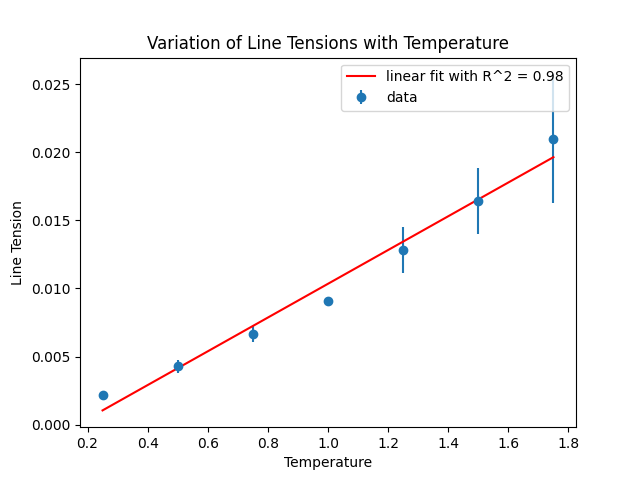 Variation of Line Tensions with Temperature
linear fit with R^2 = 0.98
data
Line Tension
0.025
0.020
0.015
0.010
0.005
0.000
0.2 0.4 0.6 0.8 1.0 1.2 1.4 1.6 1.8
Temperature